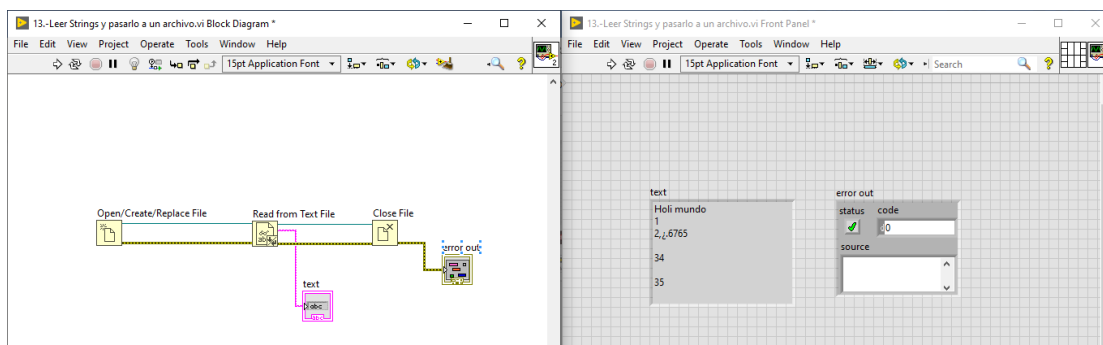 13.-Leer Strings y pasarlo a un archivo.vi Block Diagram *
File Edit View Project Operate Tools Window Help
15pt Application Font
2
Open/Create/Replace File
Read from Text File
Close File
error out
text
abc
13.-Leer Strings y pasarlo a un archivo.vi Front Panel *
File Edit View Project Operate Tools Window Help
15pt Application Font
Search
text
Holi mundo
1
2,¿.6765
34
35
error out
status code
0
source